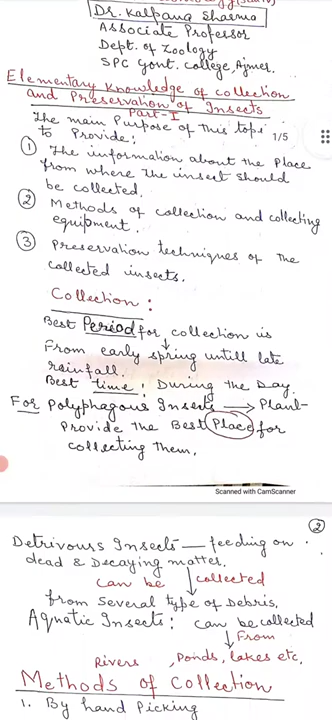 Dr. Kalpana Sharma
Associate Professor
Dept. of Zoology
SPC Govt. College, Ajmer.
Elementary Knowledge of Collection
and Preservation of Insects
Part-I
The main Purpose of this topi
to Provide;
1/5
① The information about the Place
from where the insect should
be collected.
② Methods of collection and collecting
equipment.
③ Preservation techniques of the
collected insects.
Collection :
Best Period for collection is
From early spring untill late
rainfall.
Best time : During the Day.
For Polyphagous Insects → Plant-
Provide the Best Place for
collecting them.
Scanned with CamScanner
②
Detrivours Insects — feeding on
dead & Decaying matter.
can be ↓ collected
from Several type of Debris.
Aquatic Insects : can be collected
↓ From
Rivers, Ponds, lakes etc.
Methods of Collection
1. By hand Picking